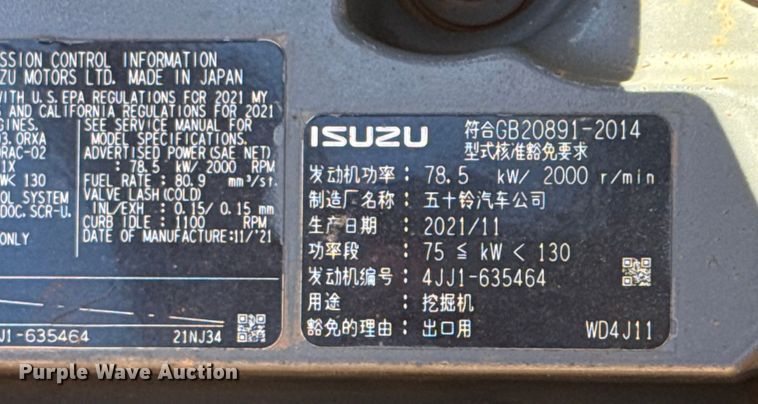 SSION CONTROL INFORMATION
ZU MOTORS LTD. MADE IN JAPAN
WITH U.S. EPA REGULATIONS FOR 2021 MY
S AND CALIFORNIA REGULATIONS FOR 2021
GINES.
SEE SERVICE MANUAL FOR
MODEL SPECIFICATIONS.
03.0RXA
ADVERTISED POWER(SAE NET)
RAC-02
: 78.5 kW/ 2000 RPM
1X
FUEL RATE : 80.9 mm³/st.
W< 130
VALVE LASH(COLD)
OL SYSTEM
INL/EXH : 0.15/ 0.15 mm
DOC, SCR-U,
CURB IDLE : 1100 RPM
ONLY
DATE OF MANUFACTURE:11/'21
J1-635464
21NJ34
ISUZU
符合GB20891-2014
型式核准豁免要求
发动机功率: 78.5 kW/ 2000 r/min
制造厂名称: 五十铃汽车公司
生产日期 : 2021/11
功率段 : 75 ≦ kW < 130
发动机编号: 4JJ1-635464
用途 : 挖掘机
豁免的理由: 出口用
WD4J11
Purple Wave Auction